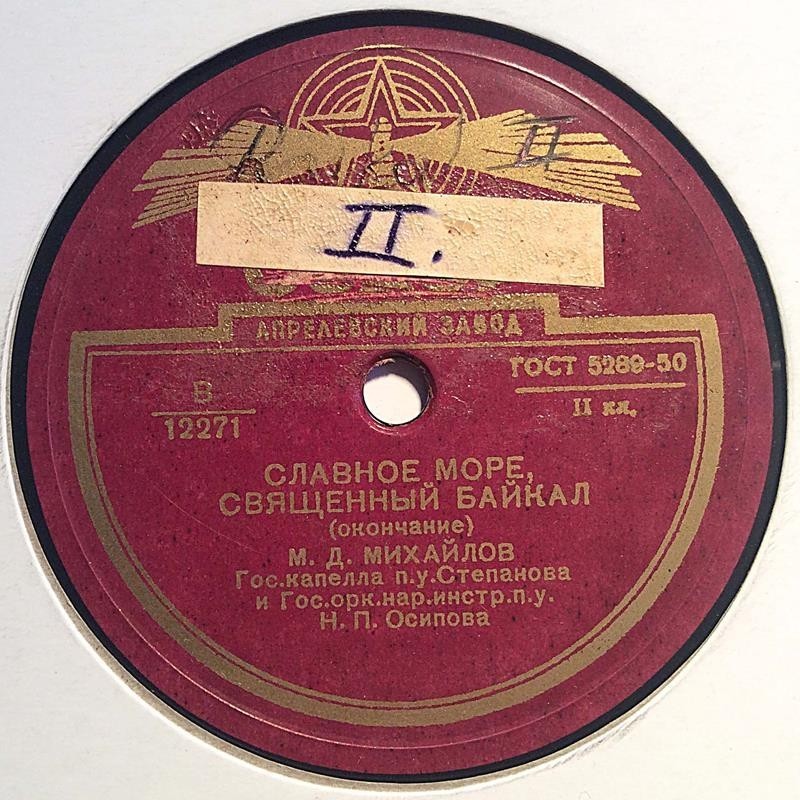 II
II.
АПРЕЛЕВСКИЙ ЗАВОД
ГОСТ 5289-50
II кл.
В
12271
СЛАВНОЕ МОРЕ,
СВЯЩЕННЫЙ БАЙКАЛ
(окончание)
М. Д. МИХАЙЛОВ
Гос.капелла п.у.Степанова
и Гос.орк.нар.инстр.п.у.
Н. П. Осипова